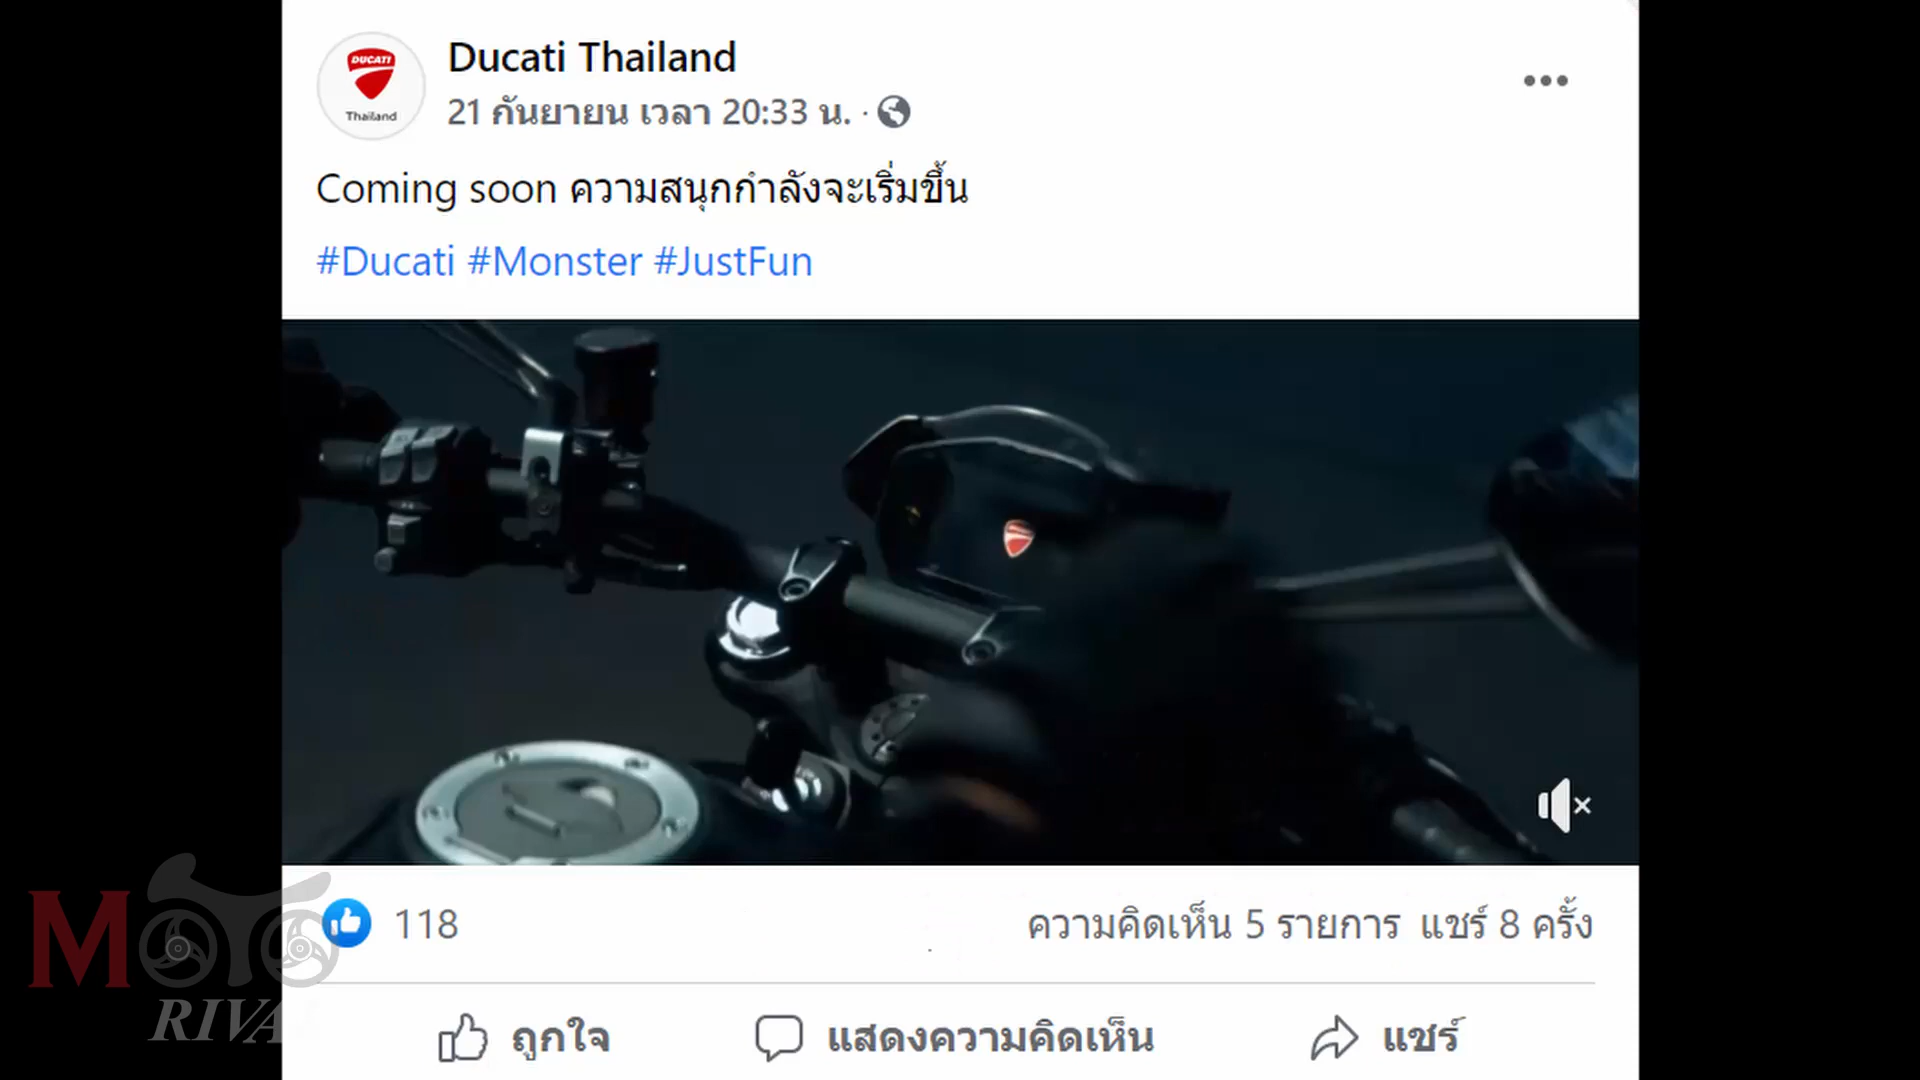 DUCATI
Thailand
Ducati Thailand
21 กันยายน เวลา 20:33 น.
Coming soon ความสนุกกำลังจะเริ่มขึ้น
#Ducati #Monster #JustFun
118
ความคิดเห็น 5 รายการ แชร์ 8 ครั้ง
MOTO
RIVA
ถูกใจ
แสดงความคิดเห็น
แชร์